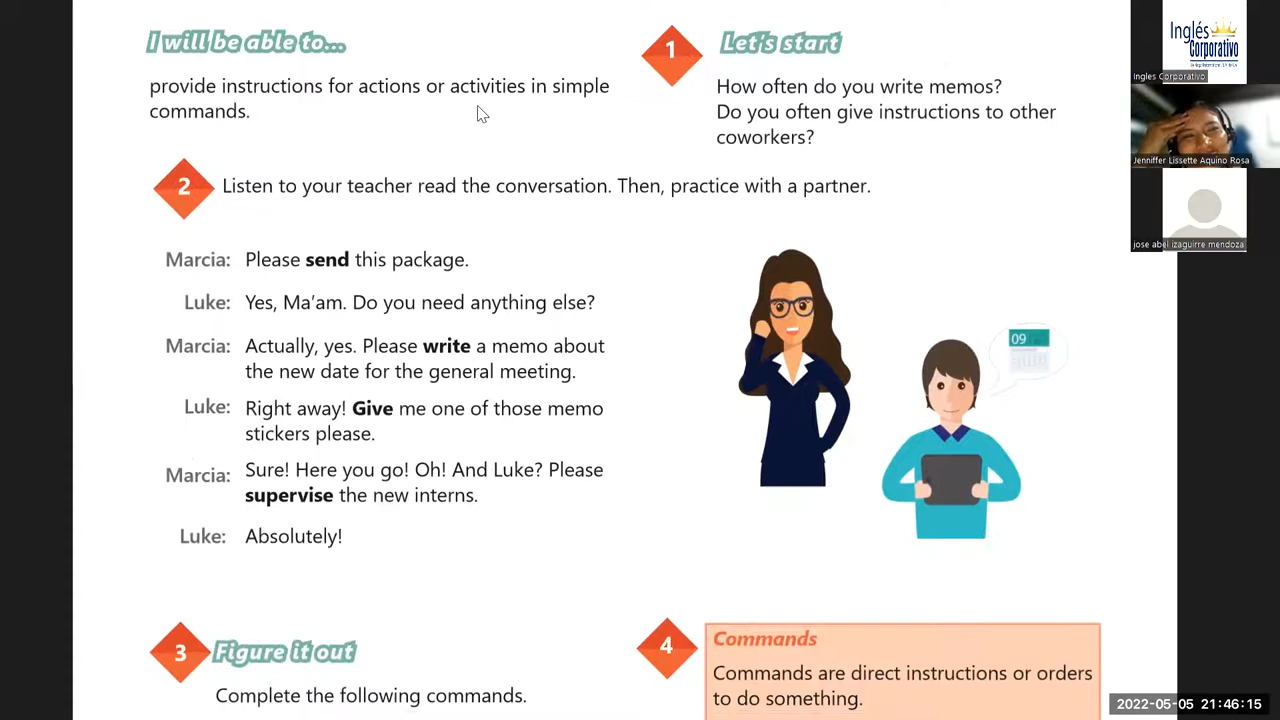 I will be able to...
provide instructions for actions or activities in simple
commands.
1
Let's start
How often do you write memos?
Do you often give instructions to other
coworkers?
2
Listen to your teacher read the conversation. Then, practice with a partner.
Marcia: Please send this package.
Luke: Yes, Ma'am. Do you need anything else?
Marcia: Actually, yes. Please write a memo about
the new date for the general meeting.
Luke: Right away! Give me one of those memo
stickers please.
Marcia: Sure! Here you go! Oh! And Luke? Please
supervise the new interns.
Luke: Absolutely!
09
3
Figure it out
Complete the following commands.
4
Commands
Commands are direct instructions or orders
to do something.
Inglés
Corporativo
Ingles Corporativo
Jenniffer Lissette Aquino Rosa
jose abel izaguirre mendoza
2022-05-05 21:46:15